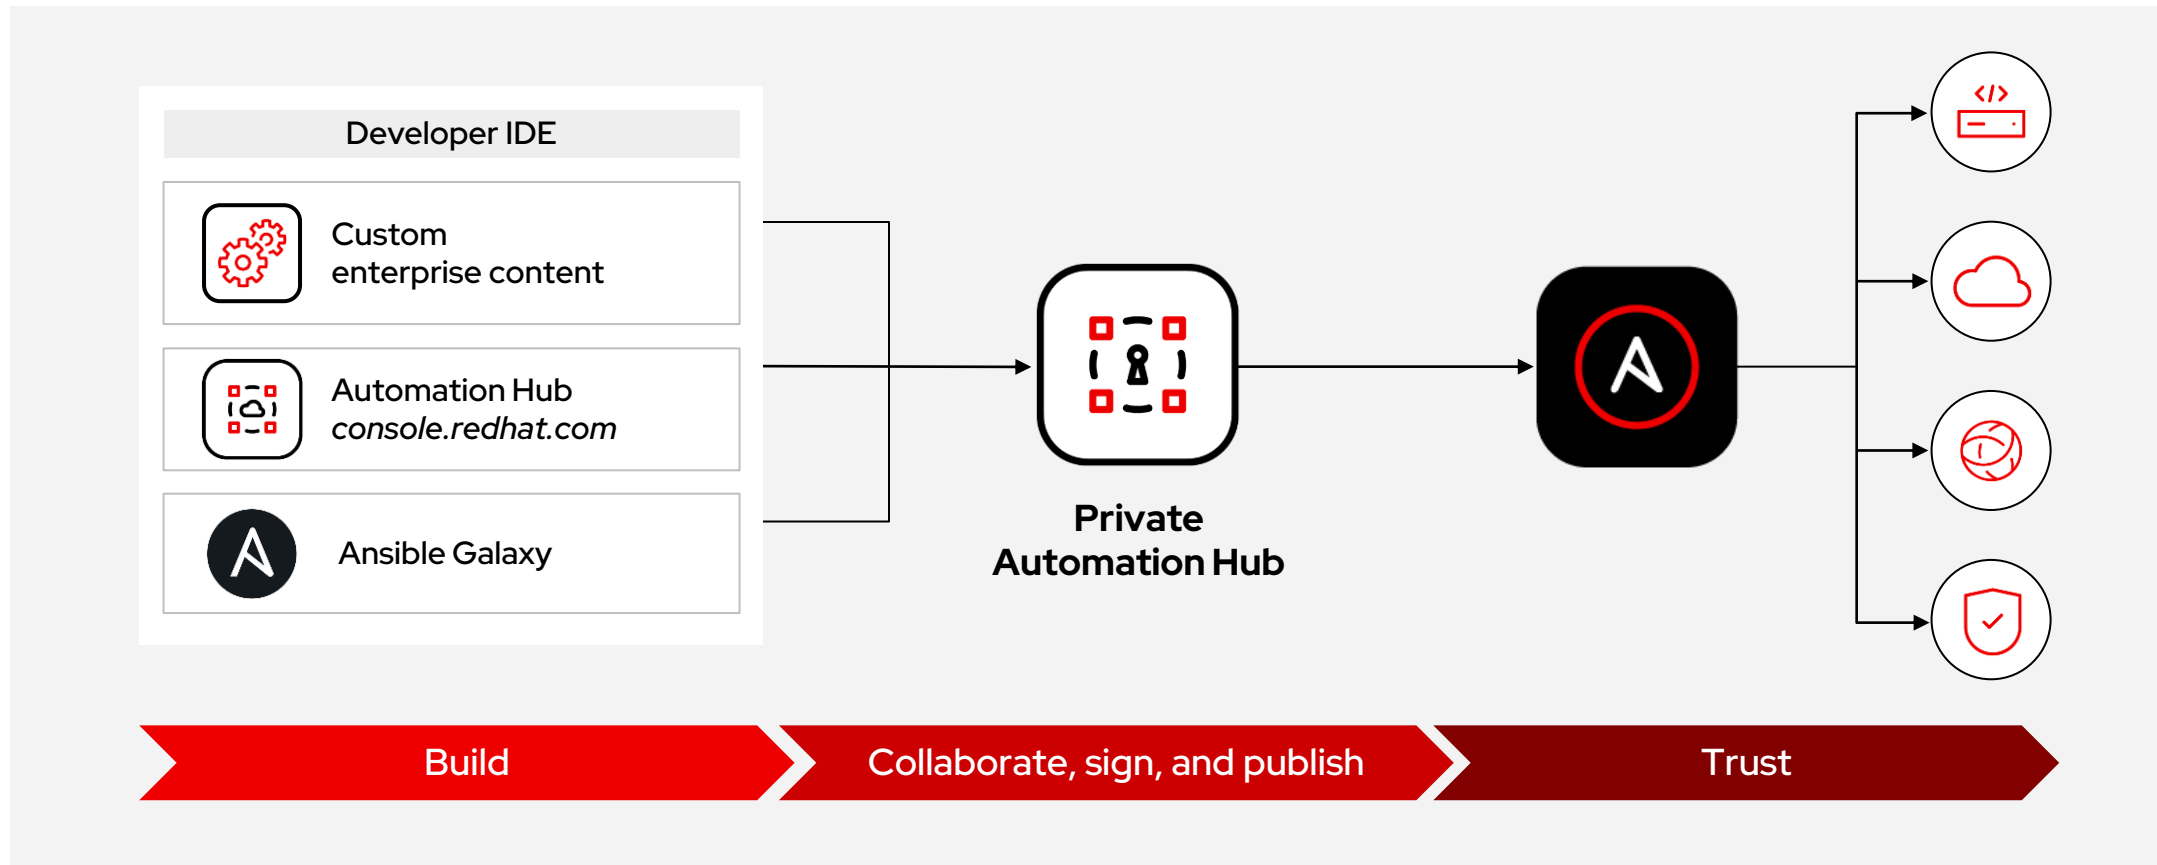 Developer IDE
Custom
enterprise content
Automation Hub
console.redhat.com
Ansible Galaxy
Private
Automation Hub
Build
Collaborate, sign, and publish
Trust